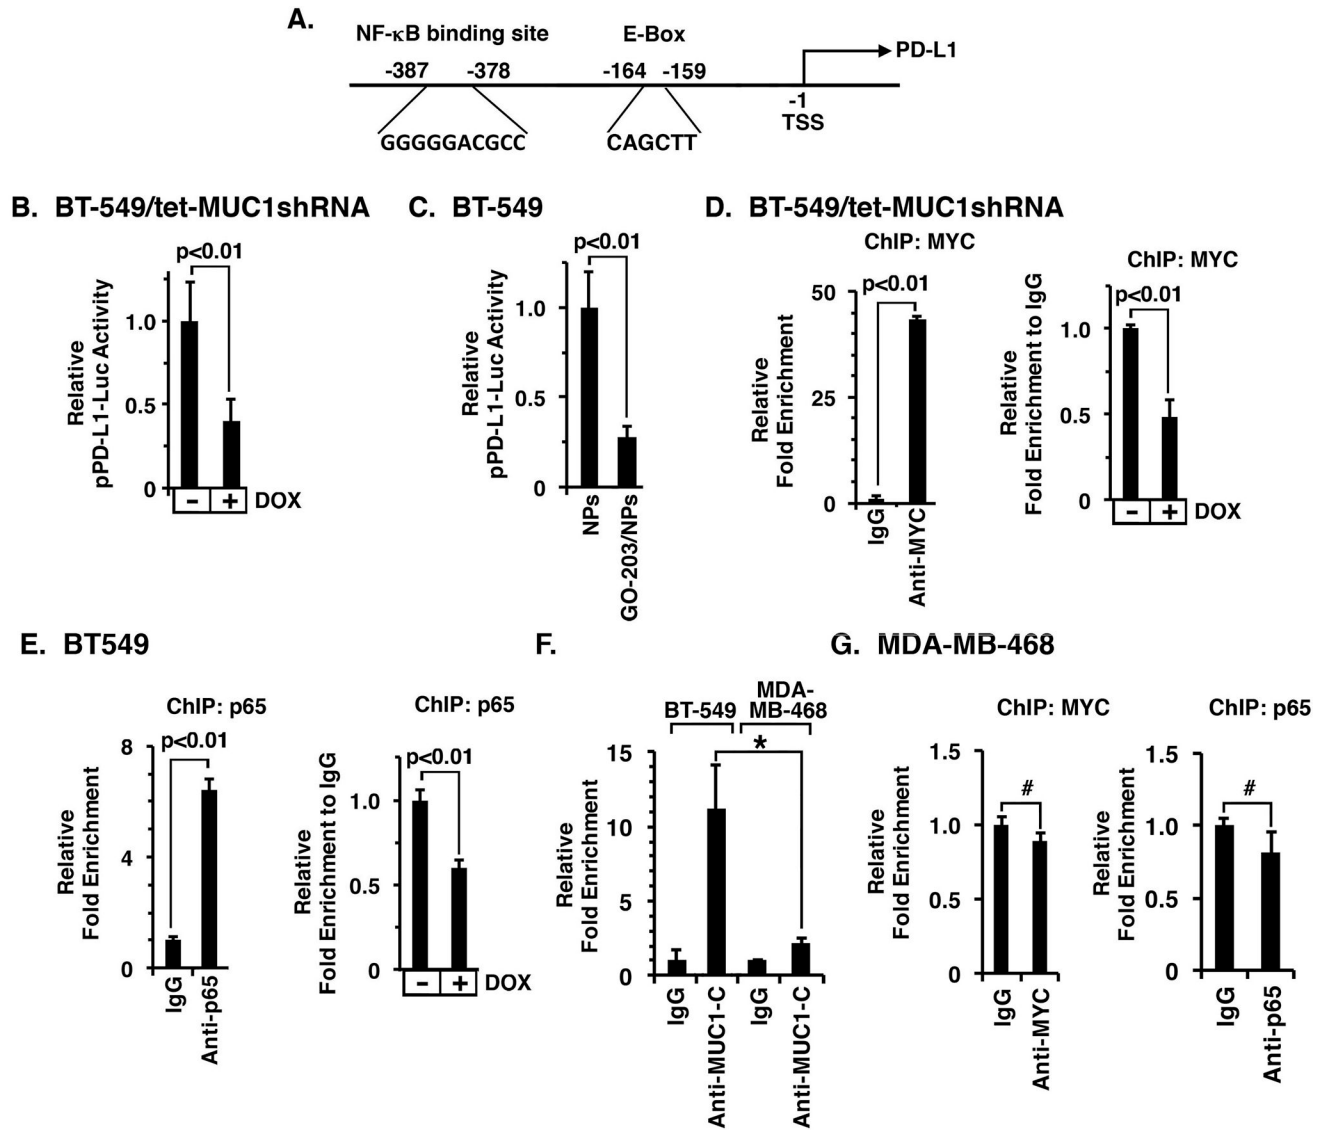 A.
NF-κB binding site
E-Box
-387
-378
-164
-159
PD-L1
-1
TSS
GGGGGACGCC
CAGCTT
B. BT-549/tet-MUC1shRNA
p<0.01
Relative
pPD-L1-Luc Activity
1.0
0.5
0
-
+
DOX
C. BT-549
p<0.01
Relative
pPD-L1-Luc Activity
1.0
0.5
0
NPs
GO-203/NPs
D. BT-549/tet-MUC1shRNA
ChIP: MYC
p<0.01
Relative
Fold Enrichment
50
25
0
IgG
Anti-MYC
ChIP: MYC
p<0.01
Relative
Fold Enrichment to IgG
1.0
0.5
0
-
+
DOX
E. BT549
ChIP: p65
p<0.01
Relative
Fold Enrichment
8
4
0
IgG
Anti-p65
ChIP: p65
p<0.01
Relative
Fold Enrichment to IgG
1.0
0.5
0
-
+
DOX
F.
BT-549
MDA-
MB-468
*
Relative
Fold Enrichment
15
10
5
0
IgG
Anti-MUC1-C
IgG
Anti-MUC1-C
G. MDA-MB-468
ChIP: MYC
#
Relative
Fold Enrichment
1.5
1.0
0.5
0
IgG
Anti-MYC
ChIP: p65
#
Relative
Fold Enrichment
1.5
1.0
0.5
0
IgG
Anti-p65